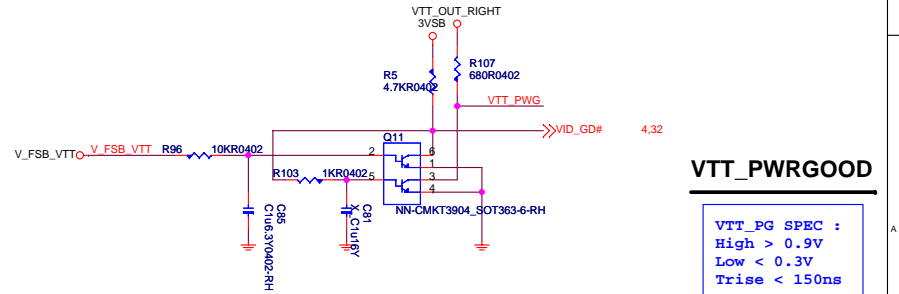 VTT_OUT_RIGHT
3VSB
R5
4.7KR0402
R107
680R0402
VTT_PWG
VID_GD# 4,32
Q11
V_FSB_VTT V_FSB_VTT R96 10KR0402
2 6
1
R103 1KR0402 5 3
4
NN-CMKT3904_SOT363-6-RH
C85
C1u6.3Y0402-RH
C81
X_C1u16Y
VTT_PWRGOOD
VTT_PG SPEC :
High > 0.9V
Low < 0.3V
Trise < 150ns
A